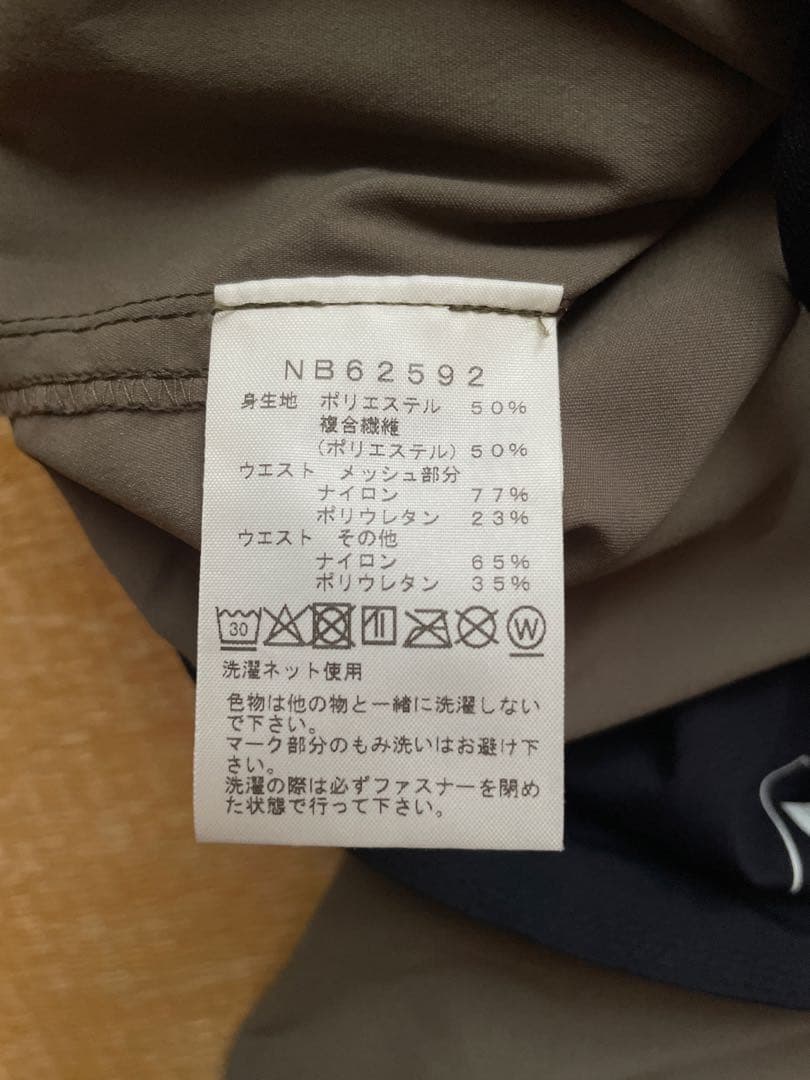 NB62592
身生地 ポリエステル 50%
複合繊維
(ポリエステル) 50%
ウエスト メッシュ部分
ナイロン 77%
ポリウレタン 23%
ウエスト その他
ナイロン 65%
ポリウレタン 35%
30 W
洗濯ネット使用
色物は他の物と一緒に洗濯しない
で下さい。
マーク部分のもみ洗いはお避け下
さい。
洗濯の際は必ずファスナーを閉め
た状態で行って下さい。